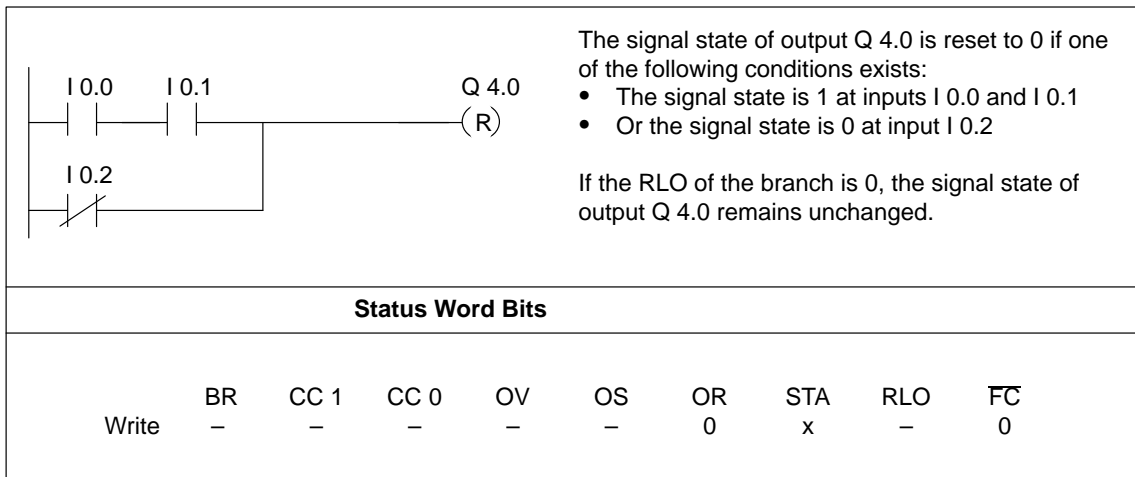 I 0.0 I 0.1 Q 4.0
R
I 0.2
The signal state of output Q 4.0 is reset to 0 if one
of the following conditions exists:
• The signal state is 1 at inputs I 0.0 and I 0.1
• Or the signal state is 0 at input I 0.2
If the RLO of the branch is 0, the signal state of
output Q 4.0 remains unchanged.
Status Word Bits
BR CC 1 CC 0 OV OS OR STA RLO F̅C̅
Write – – – – – 0 x – 0